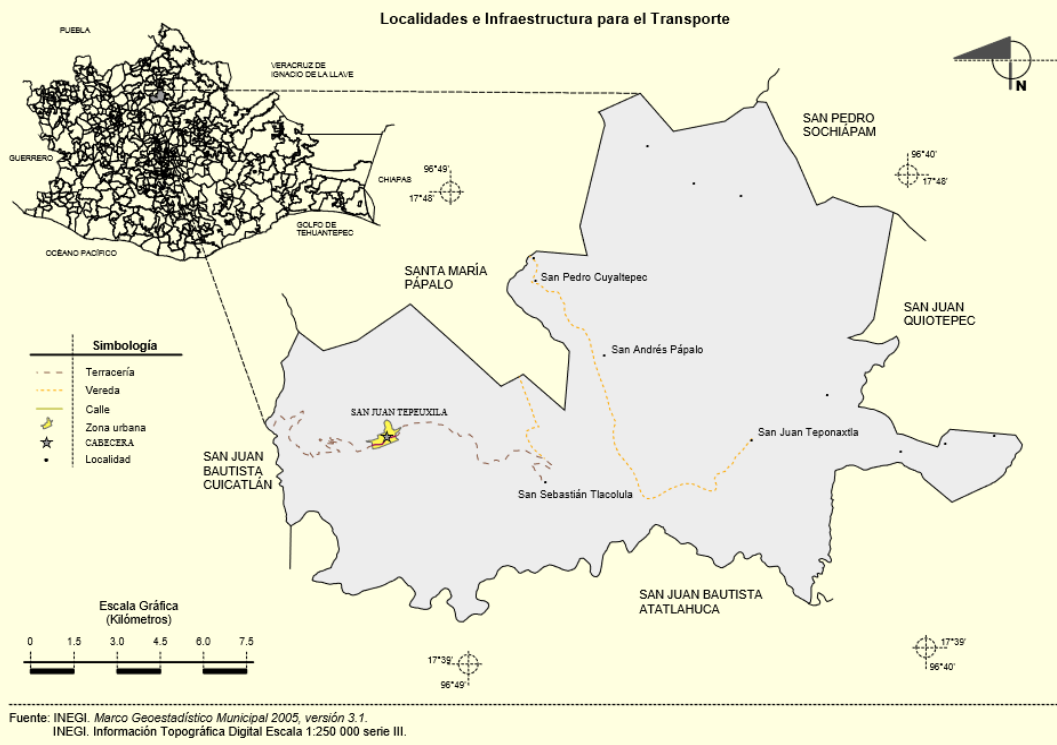 Localidades e Infraestructura para el Transporte
PUEBLA
VERACRUZ DE
IGNACIO DE LA LLAVE
GUERRERO
CHIAPAS
GOLFO DE
TEHUANTEPEC
OCÉANO PACÍFICO
N
96°49'
17°48'
96°40'
17°48'
SAN PEDRO
SOCHIÁPAM
SANTA MARÍA
PÁPALO
San Pedro Cuyaltepec
SAN JUAN
QUIOTEPEC
San Andrés Pápalo
SAN JUAN TEPEUXILA
San Juan Teponaxtla
SAN JUAN
BAUTISTA
CUICATLÁN
San Sebastián Tlacolula
SAN JUAN BAUTISTA
ATATLAHUCA
Simbología
Terracería
Vereda
Calle
Zona urbana
CABECERA
Localidad
Escala Gráfica
(Kilómetros)
0 1.5 3.0 4.5 6.0 7.5
17°39'
96°49'
17°39'
96°40'
Fuente: INEGI. Marco Geoestadístico Municipal 2005, versión 3.1.
INEGI. Información Topográfica Digital Escala 1:250 000 serie III.